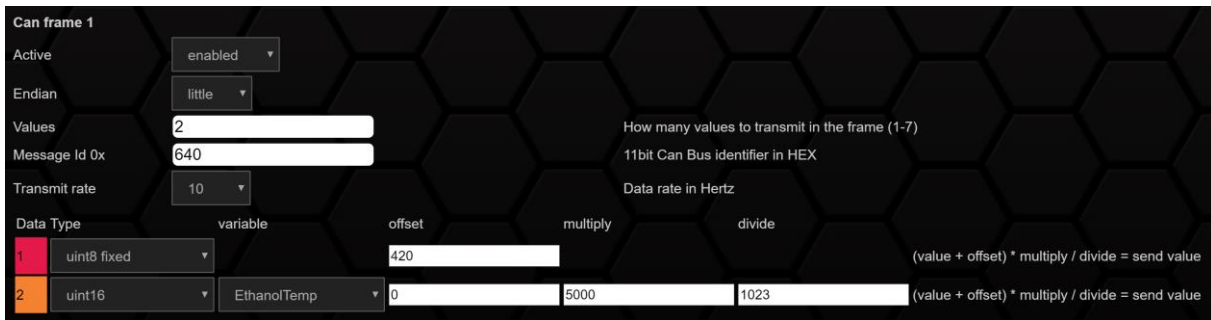 Can frame 1
Active enabled
Endian little
Values 2 How many values to transmit in the frame (1-7)
Message Id 0x 640 11bit Can Bus identifier in HEX
Transmit rate 10 Data rate in Hertz
Data Type variable offset multiply divide
1 uint8 fixed 420 (value + offset) * multiply / divide = send value
2 uint16 EthanolTemp 0 5000 1023 (value + offset) * multiply / divide = send value